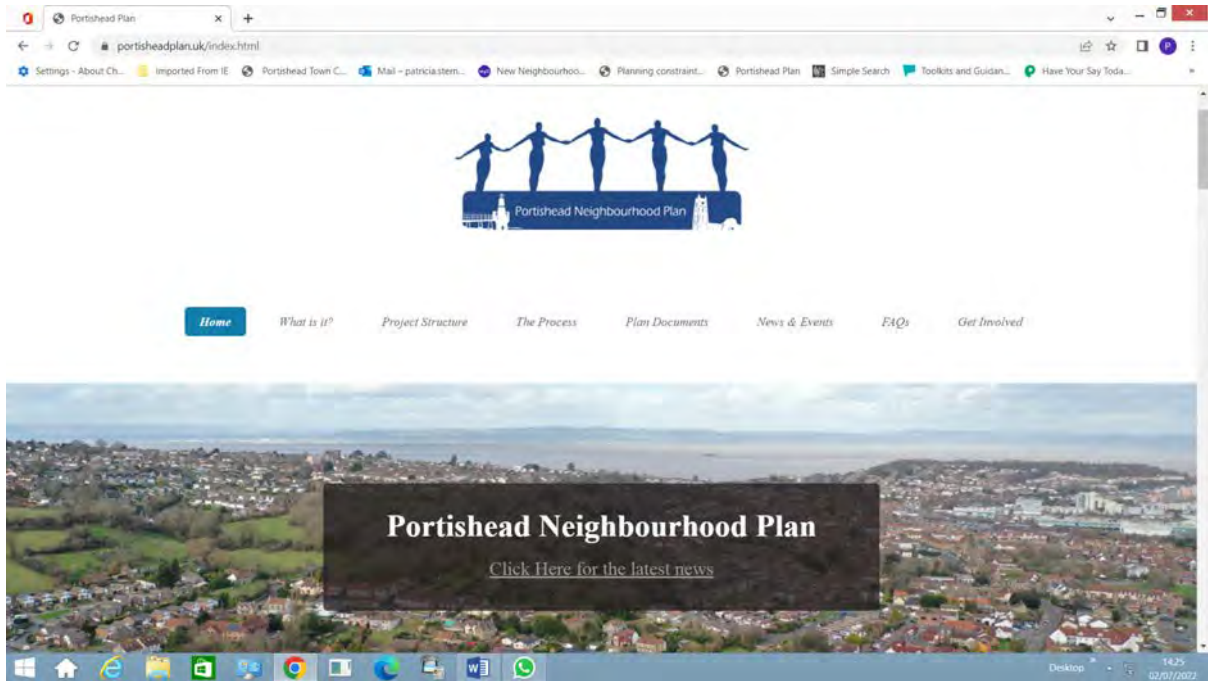 Portishead Plan
portisheadplan.uk/index.html
Settings - About Ch...
Imported From IE
Portishead Town C...
Mail – patricia.stern...
New Neighbourhoo...
Planning constraint...
Portishead Plan
Simple Search
Toolkits and Guidan...
Have Your Say Toda...
»
P
Portishead Neighbourhood Plan
Home
What is it?
Project Structure
The Process
Plan Documents
News & Events
FAQs
Get Involved
Portishead Neighbourhood Plan
Click Here for the latest news
Desktop »
14:25
02/07/2022